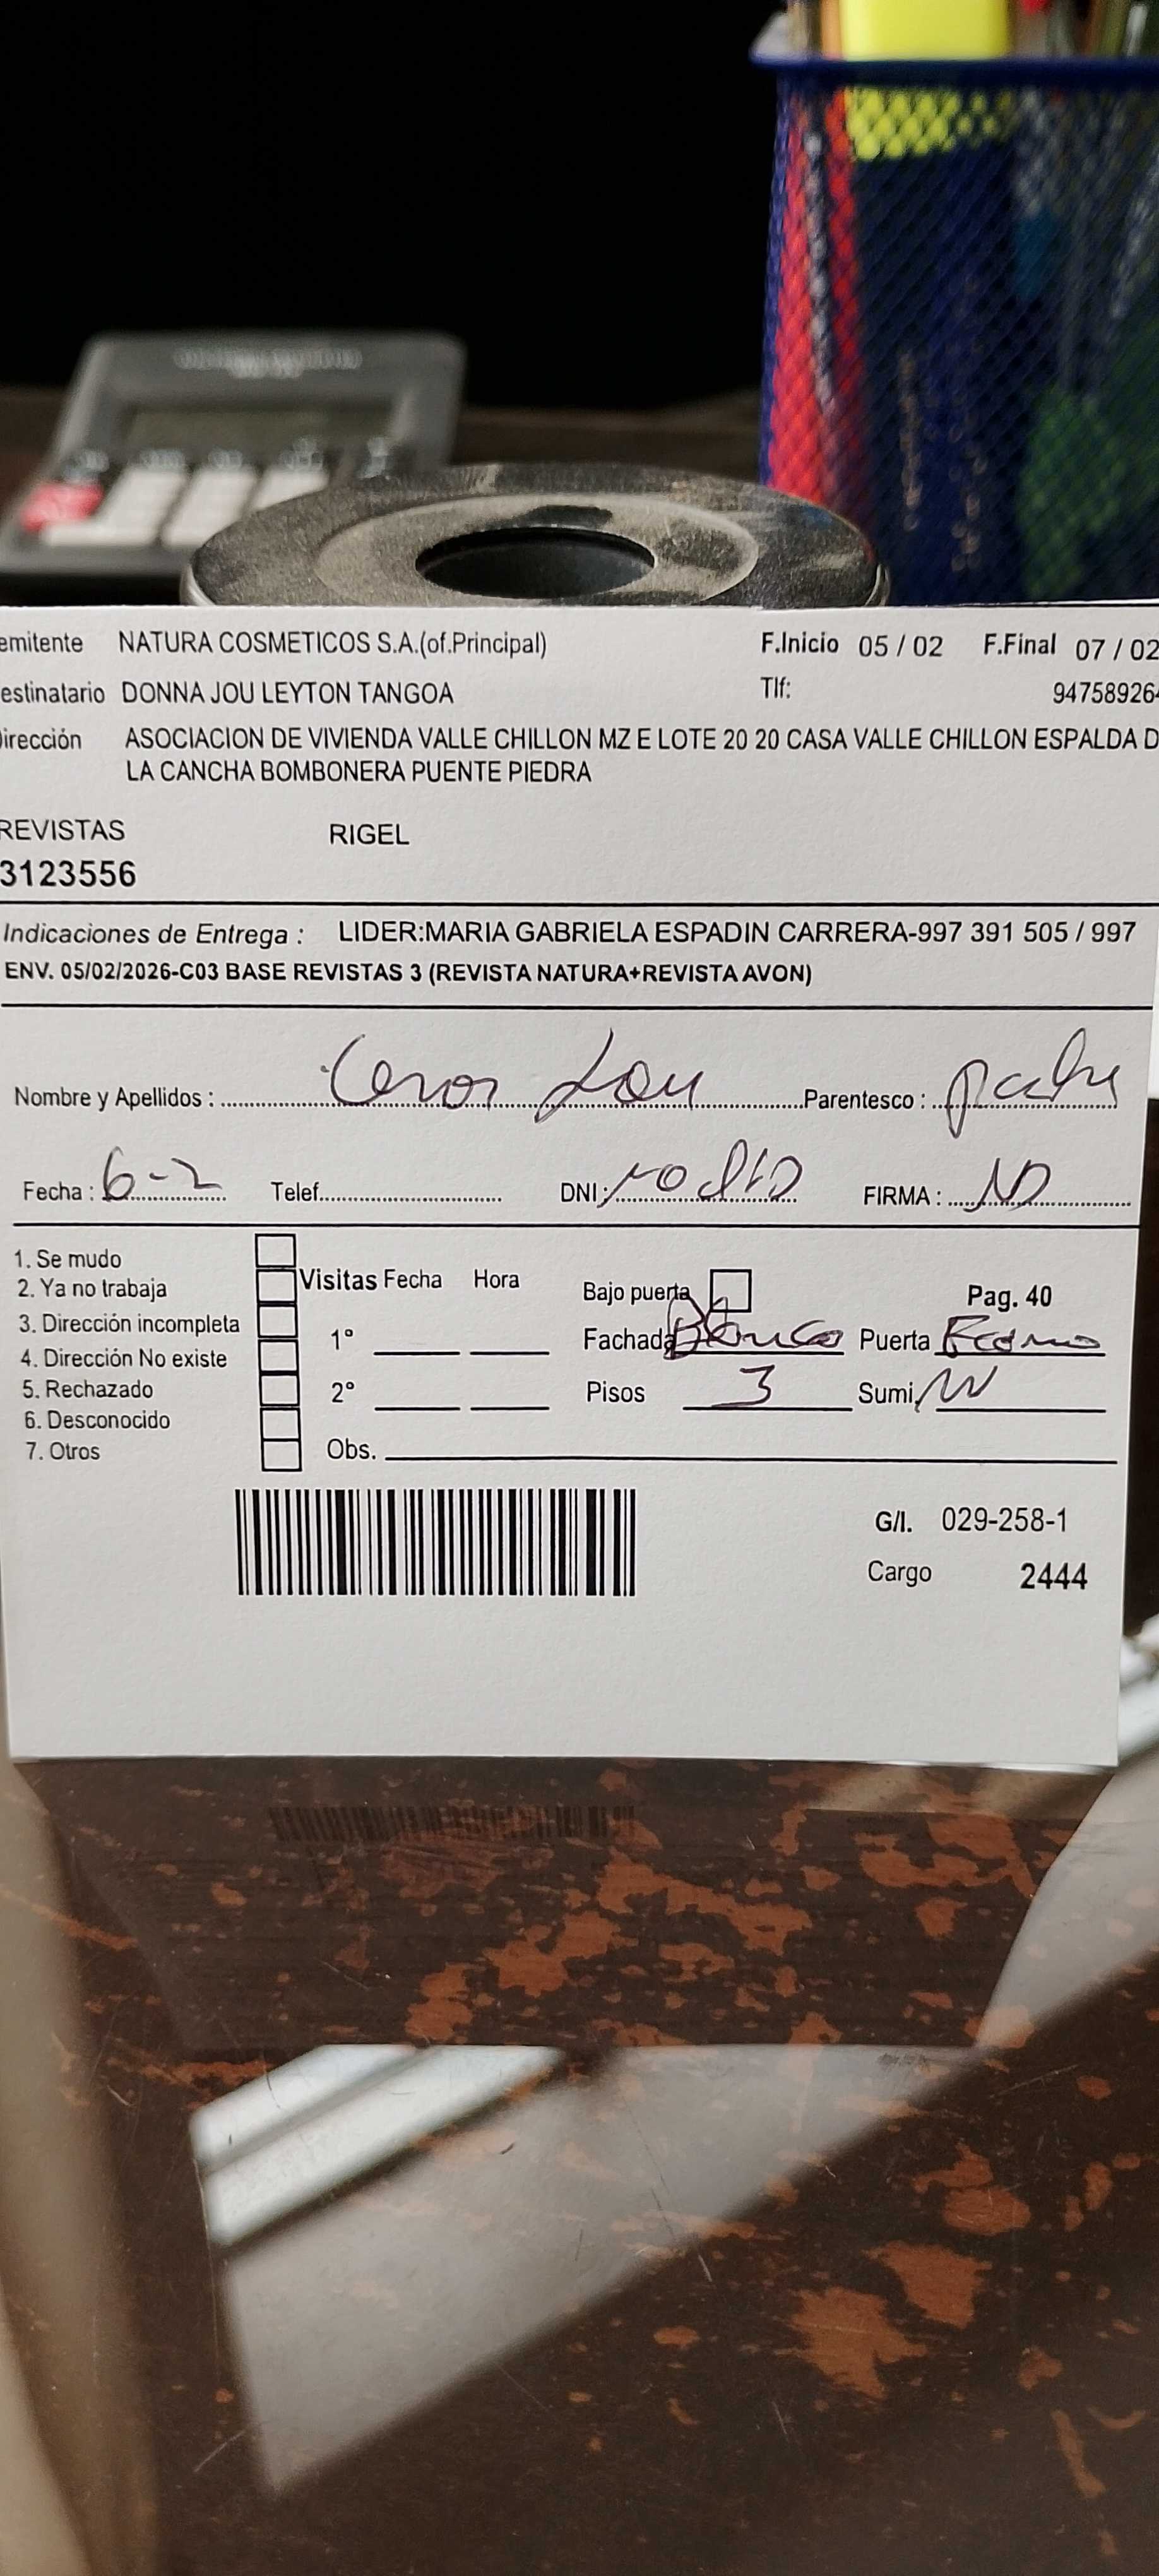 emitente NATURA COSMETICOS S.A.(of.Principal) F.Inicio 05 / 02 F.Final 07 / 02
estinatario DONNA JOU LEYTON TANGOA Tlf: 94758926
irección ASOCIACION DE VIVIENDA VALLE CHILLON MZ E LOTE 20 20 CASA VALLE CHILLON ESPALDA D
LA CANCHA BOMBONERA PUENTE PIEDRA
REVISTAS RIGEL
3123556
Indicaciones de Entrega : LIDER:MARIA GABRIELA ESPADIN CARRERA-997 391 505 / 997
ENV. 05/02/2026-C03 BASE REVISTAS 3 (REVISTA NATURA+REVISTA AVON)
Nombre y Apellidos : Jou Parentesco : padre
Fecha : 6-2 Telef. DNI: no dio FIRMA :
1. Se mudo
2. Ya no trabaja
3. Dirección incompleta
4. Dirección No existe
5. Rechazado
6. Desconocido
7. Otros
Visitas Fecha Hora
1°
2°
Obs.
Bajo puerta Pag. 40
Fachada Blanco Puerta
Pisos 3 Sumi
G/I. 029-258-1
Cargo 2444